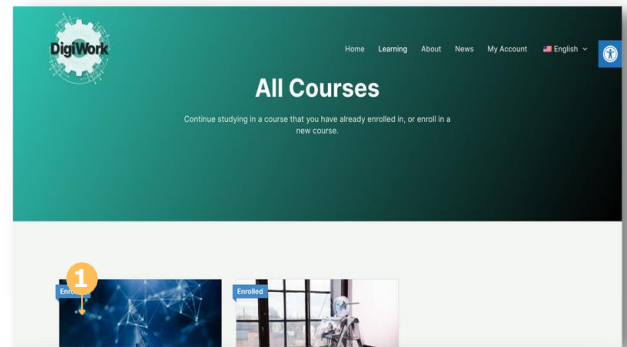 DigiWork
Home Learning About News My Account English
All Courses
Continue studying in a course that you have already enrolled in, or enroll in a
new course.
1
Enrolled